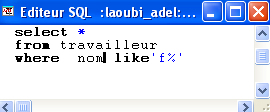 Editeur SQL :laoubi_adel:...
select *
from travailleur
where nom like'f%'